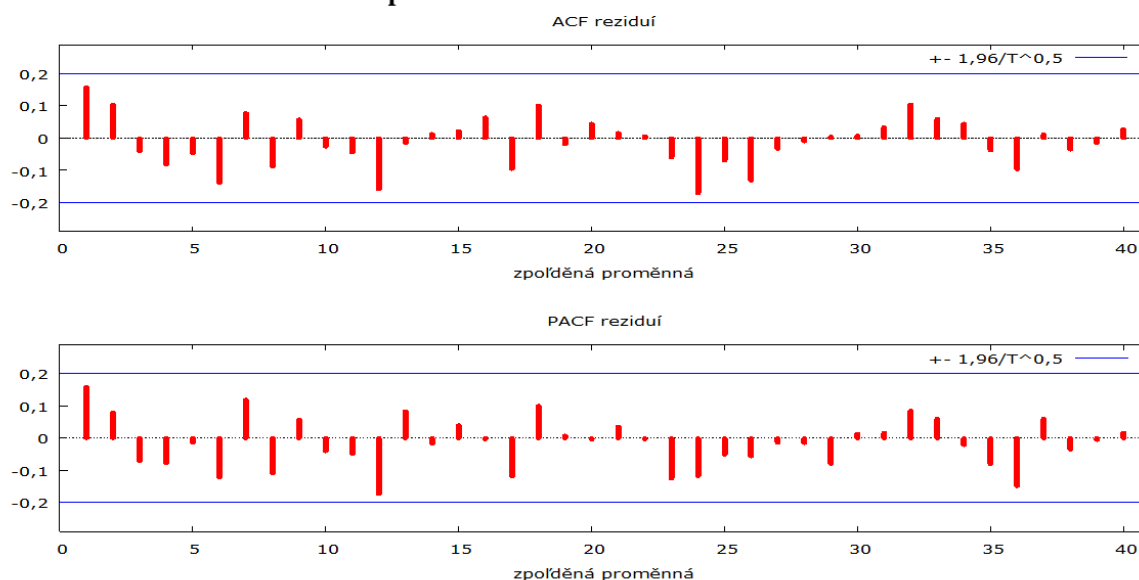 ACF reziduí
+- 1,96/T^0,5
0,2
0,1
0
-0,1
-0,2
0 5 10 15 20 25 30 35 40
zpoľděná proměnná
PACF reziduí
+- 1,96/T^0,5
0,2
0,1
0
-0,1
-0,2
0 5 10 15 20 25 30 35 40
zpoľděná proměnná